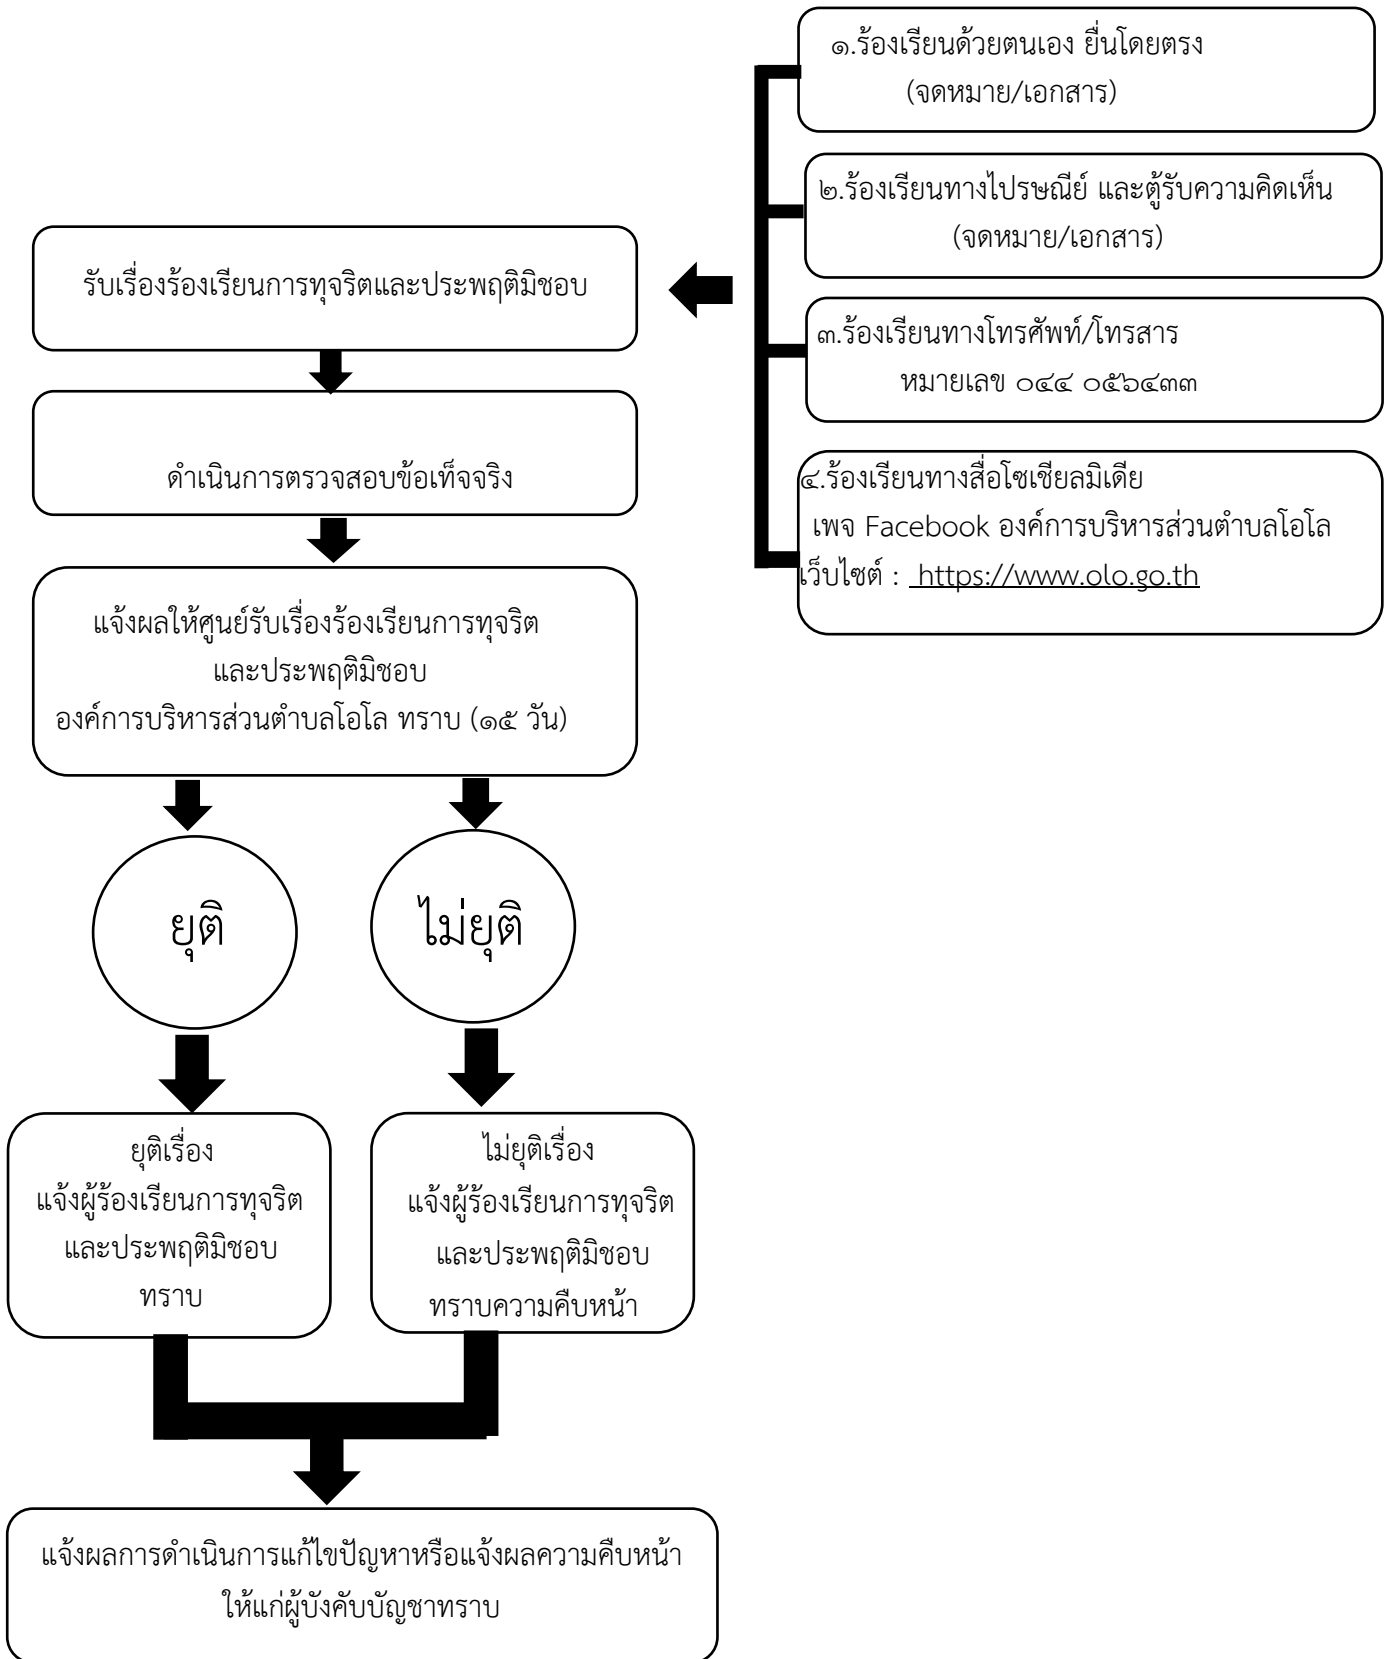 ๑.ร้องเรียนด้วยตนเอง ยื่นโดยตรง
(จดหมาย/เอกสาร)
๒.ร้องเรียนทางไปรษณีย์ และตู้รับความคิดเห็น
(จดหมาย/เอกสาร)
๓.ร้องเรียนทางโทรศัพท์/โทรสาร
หมายเลข ๐๔๔ ๐๕๖๔๓๓
๔.ร้องเรียนทางสื่อโซเชียลมิเดีย
เพจ Facebook องค์การบริหารส่วนตำบลโอโล
เว็บไซต์ : https://www.olo.go.th
รับเรื่องร้องเรียนการทุจริตและประพฤติมิชอบ
ดำเนินการตรวจสอบข้อเท็จจริง
แจ้งผลให้ศูนย์รับเรื่องร้องเรียนการทุจริต
และประพฤติมิชอบ
องค์การบริหารส่วนตำบลโอโล ทราบ (๑๕ วัน)
ยุติ
ไม่ยุติ
ยุติเรื่อง
แจ้งผู้ร้องเรียนการทุจริต
และประพฤติมิชอบ
ทราบ
ไม่ยุติเรื่อง
แจ้งผู้ร้องเรียนการทุจริต
และประพฤติมิชอบ
ทราบความคืบหน้า
แจ้งผลการดำเนินการแก้ไขปัญหาหรือแจ้งผลความคืบหน้า
ให้แก่ผู้บังคับบัญชาทราบ